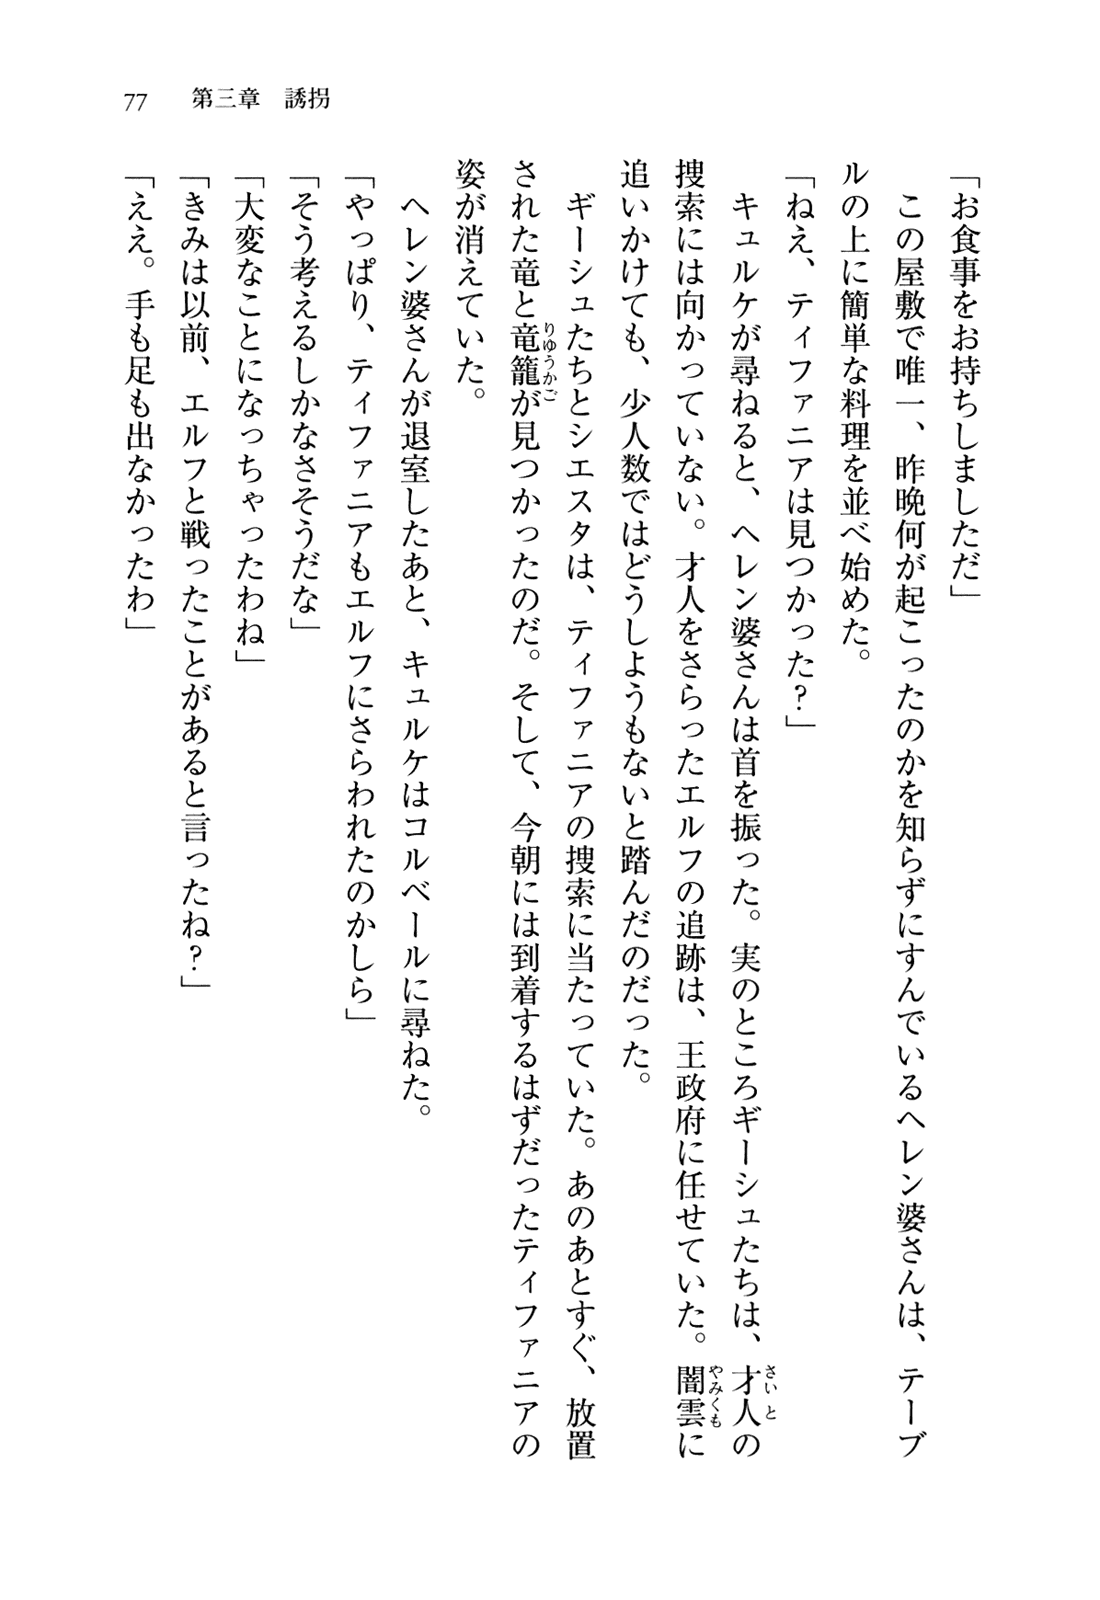 77　第三章　誘拐
「お食事をお持ちしましただ」
　この屋敷で唯一、昨晩何が起こったのかを知らずにすんでいるヘレン婆さんは、テーブ
ルの上に簡単な料理を並べ始めた。
「ねえ、ティファニアは見つかった？」
　キュルケが尋ねると、ヘレン婆さんは首を振った。実のところギーシュたちは、才人の
さいと
捜索には向かっていない。才人をさらったエルフの追跡は、王政府に任せていた。闇雲に
やみくも
追いかけても、少人数ではどうしようもないと踏んだのだった。
　ギーシュたちとシエスタは、ティファニアの捜索に当たっていた。あのあとすぐ、放置
された竜と竜籠が見つかったのだ。そして、今朝には到着するはずだったティファニアの
りゅうかご
姿が消えていた。
　ヘレン婆さんが退室したあと、キュルケはコルベールに尋ねた。
「やっぱり、ティファニアもエルフにさらわれたのかしら」
「そう考えるしかなさそうだな」
「大変なことになっちゃったわね」
「きみは以前、エルフと戦ったことがあると言ったね？」
「ええ。手も足も出なかったわ」